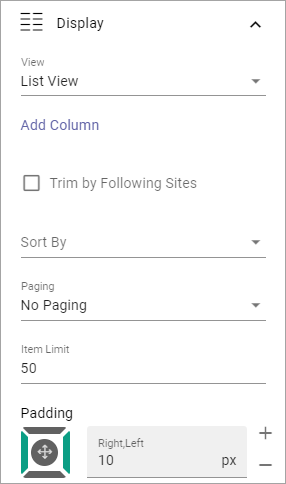 Display
View
List View
Add Column
Trim by Following Sites
Sort By
Paging
No Paging
Item Limit
50
Padding
Right,Left
10 px